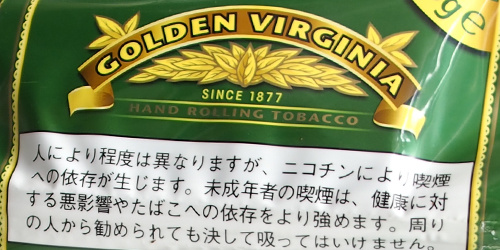 ge
GOLDEN VIRGINIA
SINCE 1877
HAND ROLLING TOBACCO
人により程度は異なりますが、ニコチンにより喫煙
への依存が生じます。未成年者の喫煙は、健康に対
する悪影響やたばこへの依存をより強めます。周り
の人から勧められても決して吸ってはいけません。